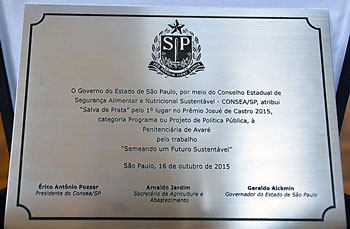 SP
O Governo do Estado de São Paulo, por meio do Conselho Estadual de
Segurança Alimentar e Nutricional Sustentável - CONSEA/SP, atribui
"Salva de Prata" pelo 1º lugar no Prêmio Josué de Castro 2015,
categoria Programa ou Projeto de Política Pública, à
Penitenciária de Avaré
pelo trabalho
"Semeando um Futuro Sustentável"
São Paulo, 16 de outubro de 2015
Érico Antônio Pozzer Arnaldo Jardim Geraldo Alckmin
Presidente do Consea/SP Secretário de Agricultura e Governador do Estado de São Paulo
Abastecimento